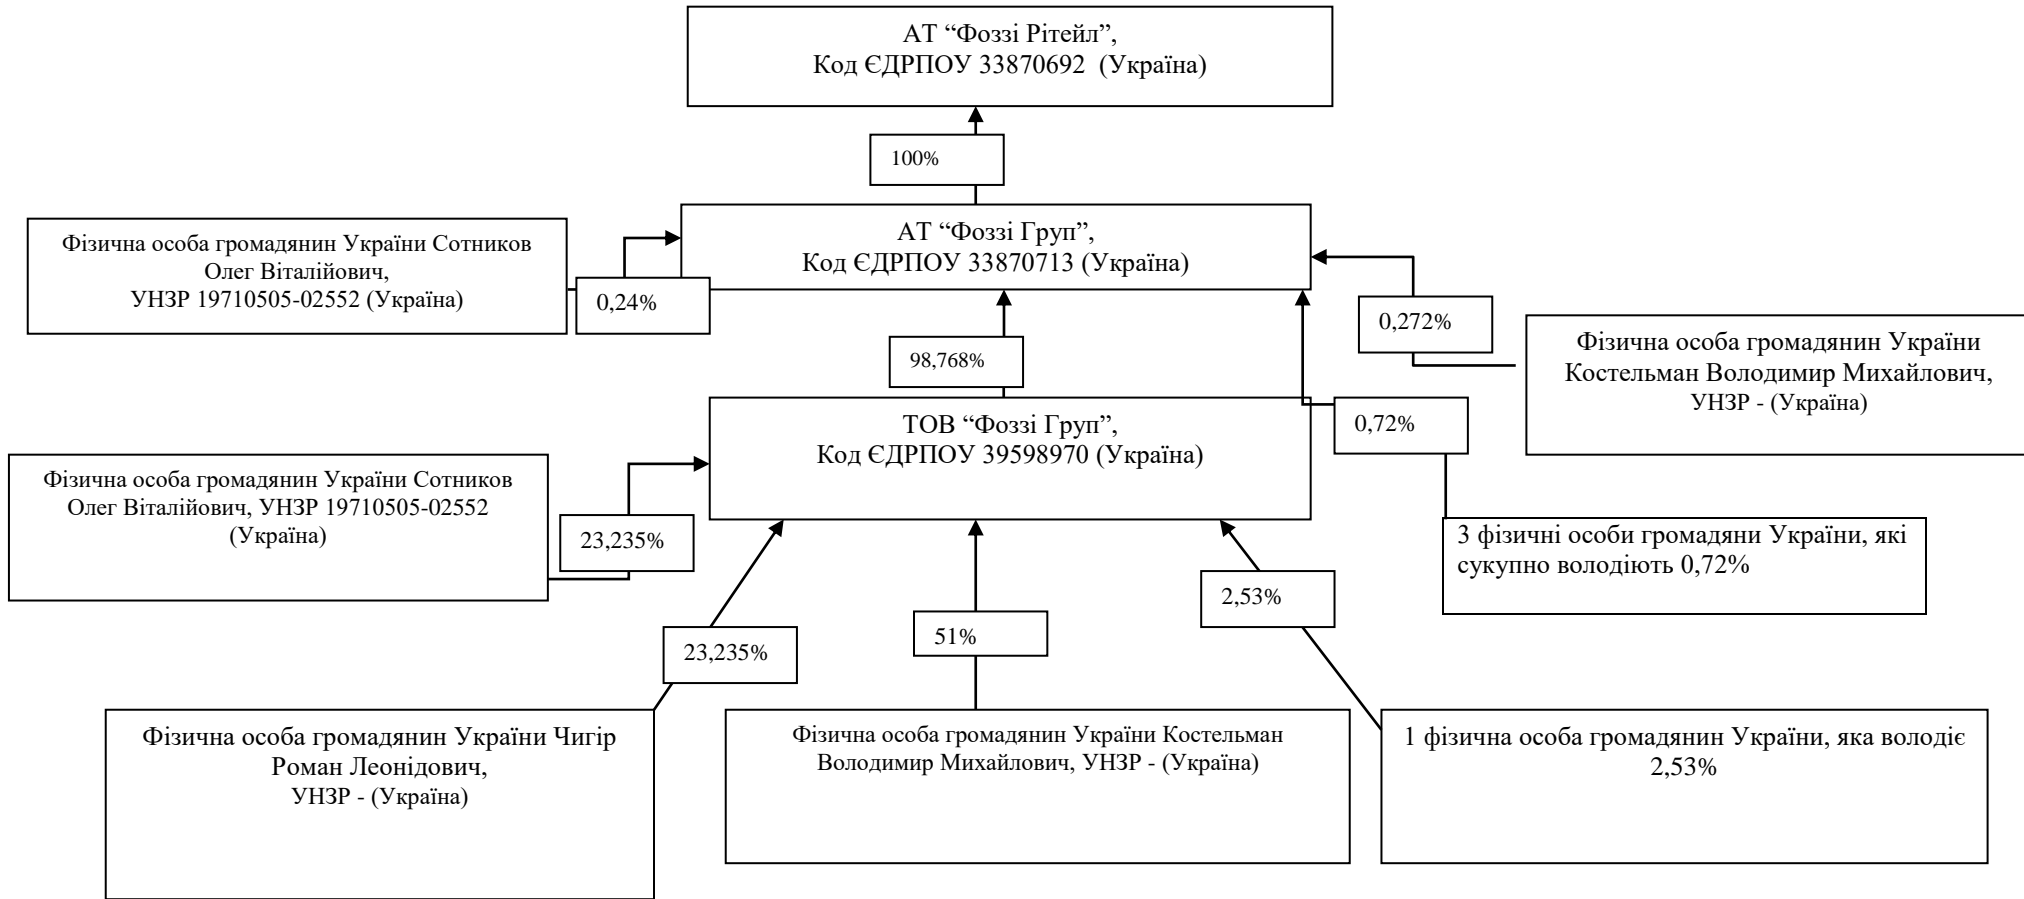 АТ “Фоззі Рітейл”,
Код ЄДРПОУ 33870692 (Україна)
100%
Фізична особа громадянин України Сотников
Олег Віталійович,
УНЗР 19710505-02552 (Україна)
0,24%
АТ “Фоззі Груп”,
Код ЄДРПОУ 33870713 (Україна)
0,272%
Фізична особа громадянин України
Костельман Володимир Михайлович,
УНЗР - (Україна)
98,768%
0,72%
ТОВ “Фоззі Груп”,
Код ЄДРПОУ 39598970 (Україна)
Фізична особа громадянин України Сотников
Олег Віталійович, УНЗР 19710505-02552
(Україна)
23,235%
3 фізичні особи громадяни України, які
сукупно володіють 0,72%
23,235%
51%
2,53%
Фізична особа громадянин України Чигір
Роман Леонідович,
УНЗР - (Україна)
Фізична особа громадянин України Костельман
Володимир Михайлович, УНЗР - (Україна)
1 фізична особа громадянин України, яка володіє
2,53%